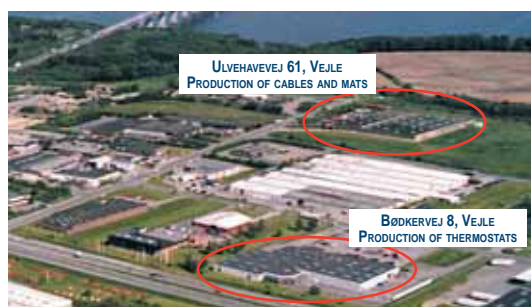 Ulvehavevej 61, Vejle
Production of cables and mats
Bødkervej 8, Vejle
Production of thermostats